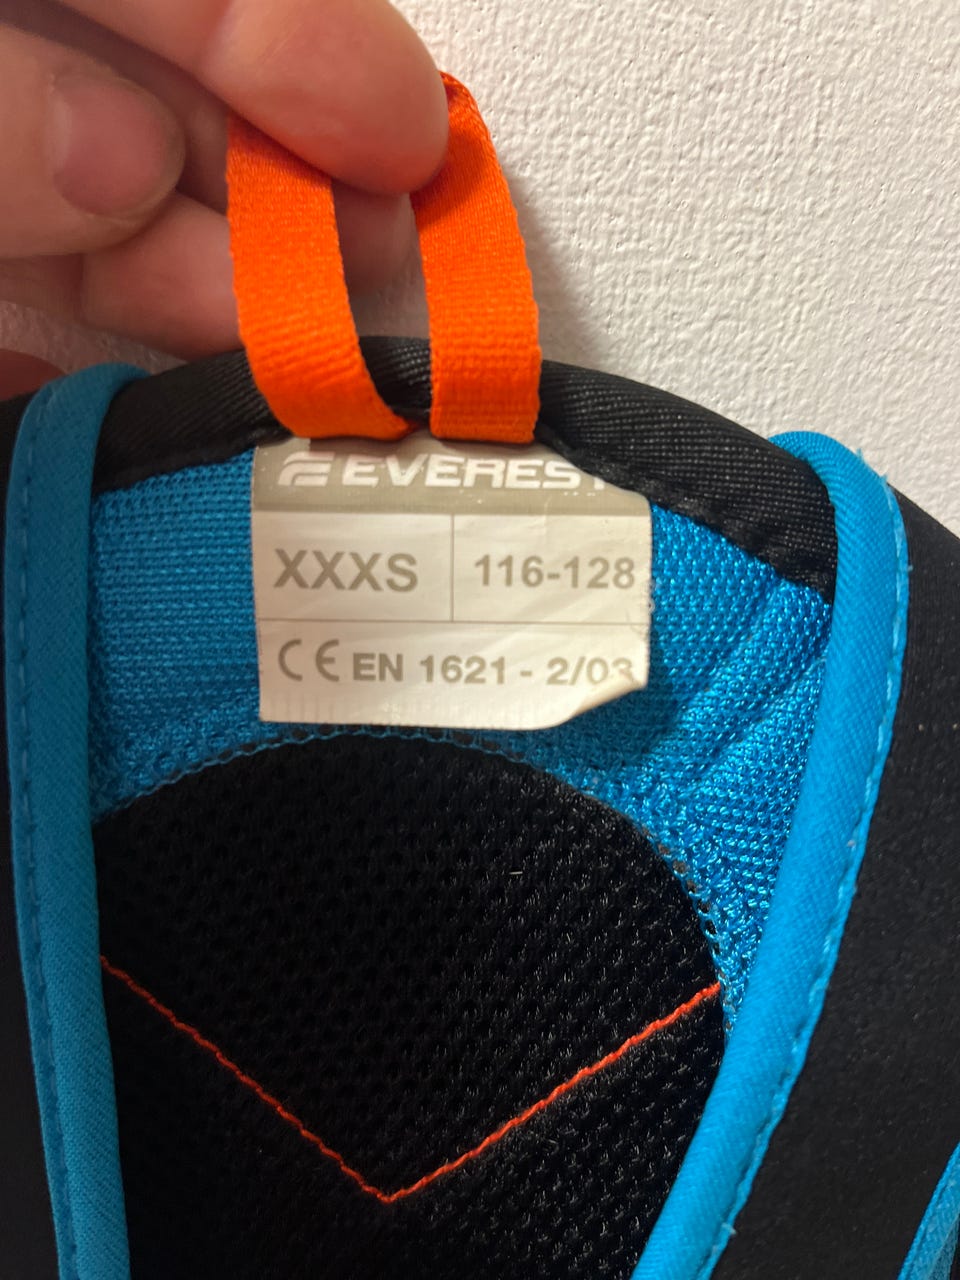 EVEREST
XXXS
116-128
CE EN 1621 - 2/03